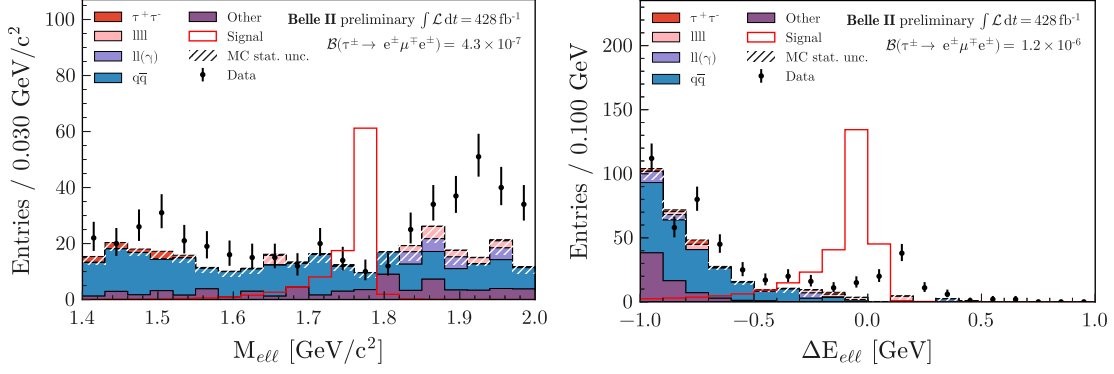 Belle II preliminary ∫ ℒ dt = 428 fb⁻¹
ℬ(τ± → e±μ∓e±) = 4.3 × 10⁻⁷
τ⁺τ⁻
llll
ll(γ)
qq̅
Other
Signal
MC stat. unc.
Data
Entries / 0.030 GeV/c²
100
80
60
40
20
0
1.4
1.5
1.6
1.7
1.8
1.9
2.0
M_eℓℓ [GeV/c²]
Belle II preliminary ∫ ℒ dt = 428 fb⁻¹
ℬ(τ± → e±μ∓e±) = 1.2 × 10⁻⁶
τ⁺τ⁻
llll
ll(γ)
qq̅
Other
Signal
MC stat. unc.
Data
Entries / 0.100 GeV
200
150
100
50
0
−1.0
−0.5
0.0
0.5
1.0
ΔE_eℓℓ [GeV]